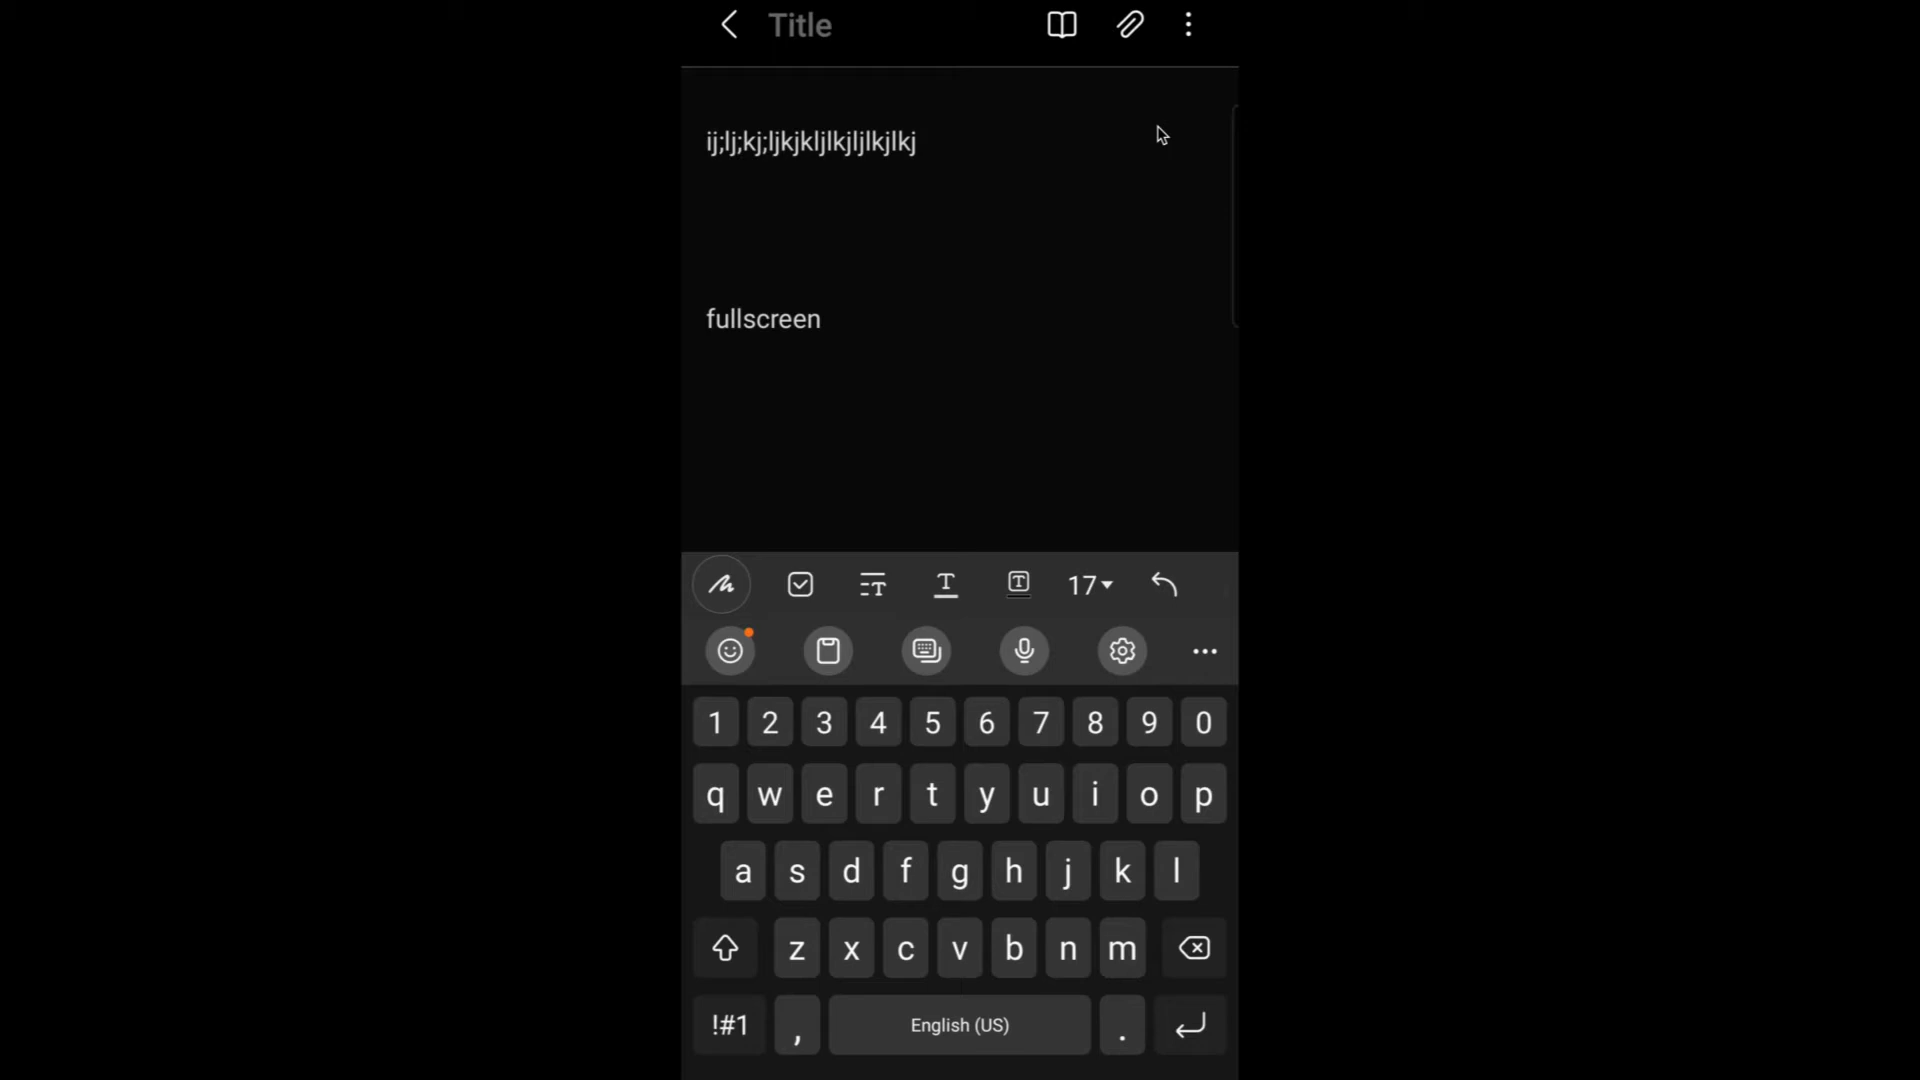 Title
ij;lj;kj;ljkjkljlkjljlkjlkj
fullscreen
17
1 2 3 4 5 6 7 8 9 0
q w e r t y u i o p
a s d f g h j k l
z x c v b n m
!#1 , English (US) .